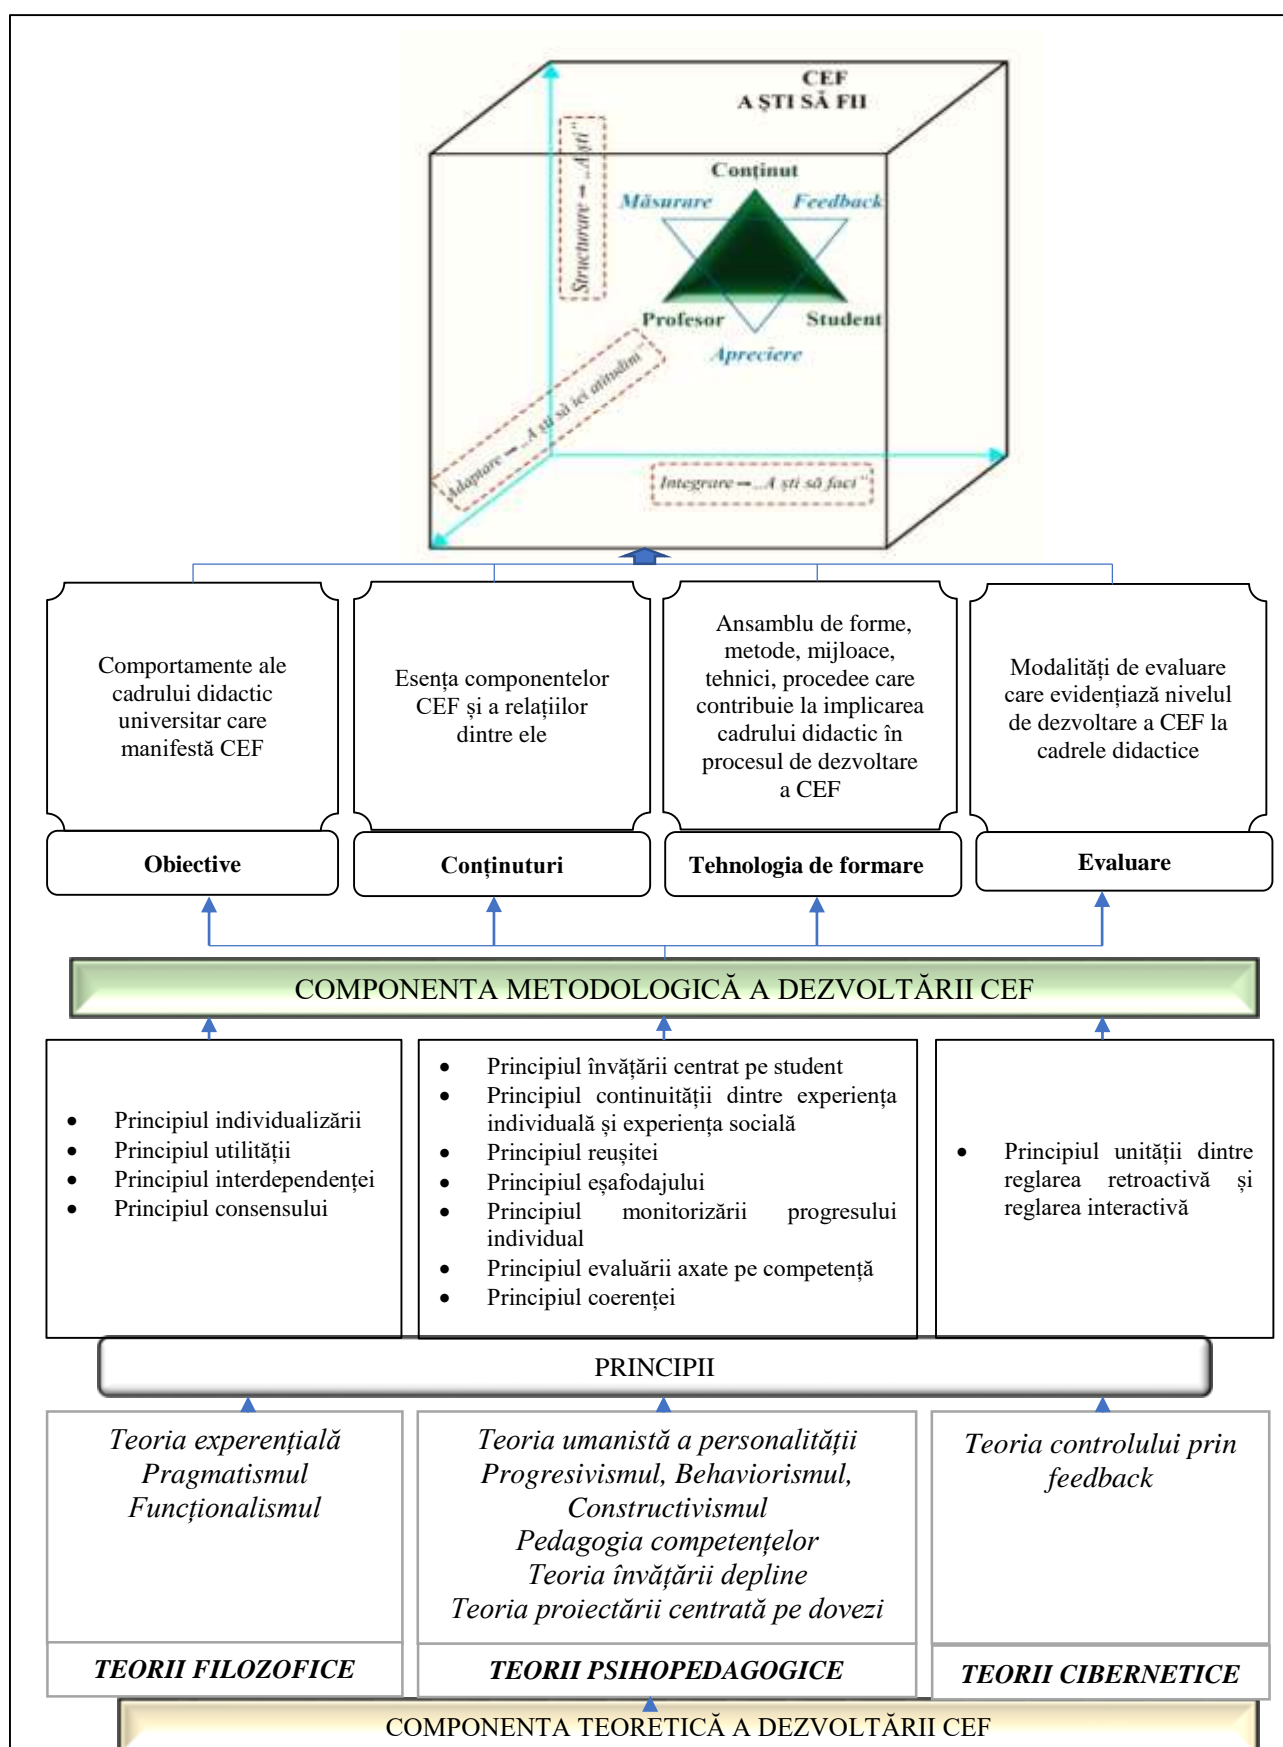 CEF
A ŞTI SĂ FII
Structurare → „A şti“
Conţinut
Măsurare
Feedback
Profesor
Student
Apreciere
Adaptare → „A şti să iei atitudini“
Integrare → „A şti să faci“
Comportamente ale
cadrului didactic
universitar care
manifestă CEF
Esența componentelor
CEF și a relațiilor
dintre ele
Ansamblu de forme,
metode, mijloace,
tehnici, procedee care
contribuie la implicarea
cadrului didactic în
procesul de dezvoltare
a CEF
Modalități de evaluare
care evidențiază nivelul
de dezvoltare a CEF la
cadrele didactice
Obiective
Conținuturi
Tehnologia de formare
Evaluare
COMPONENTA METODOLOGICĂ A DEZVOLTĂRII CEF
• Principiul individualizării
• Principiul utilității
• Principiul interdependenței
• Principiul consensului
• Principiul învățării centrat pe student
• Principiul continuității dintre experiența
individuală și experiența socială
• Principiul reușitei
• Principiul eșafodajului
• Principiul monitorizării progresului
individual
• Principiul evaluării axate pe competență
• Principiul coerenței
• Principiul unității dintre
reglarea retroactivă și
reglarea interactivă
PRINCIPII
Teoria experențială
Pragmatismul
Funcționalismul
Teoria umanistă a personalității
Progresivismul, Behaviorismul,
Constructivismul
Pedagogia competențelor
Teoria învățării depline
Teoria proiectării centrată pe dovezi
Teoria controlului prin
feedback
TEORII FILOZOFICE
TEORII PSIHOPEDAGOGICE
TEORII CIBERNETICE
COMPONENTA TEORETICĂ A DEZVOLTĂRII CEF